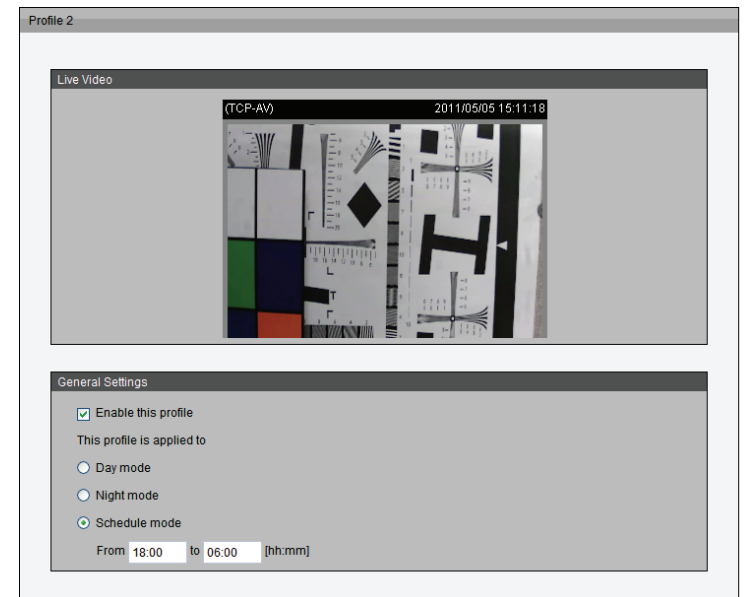 Profile 2
Live Video
(TCP-AV) 2011/05/05 15:11:18
General Settings
Enable this profile
This profile is applied to
Day mode
Night mode
Schedule mode
From 18:00 to 06:00 [hh:mm]